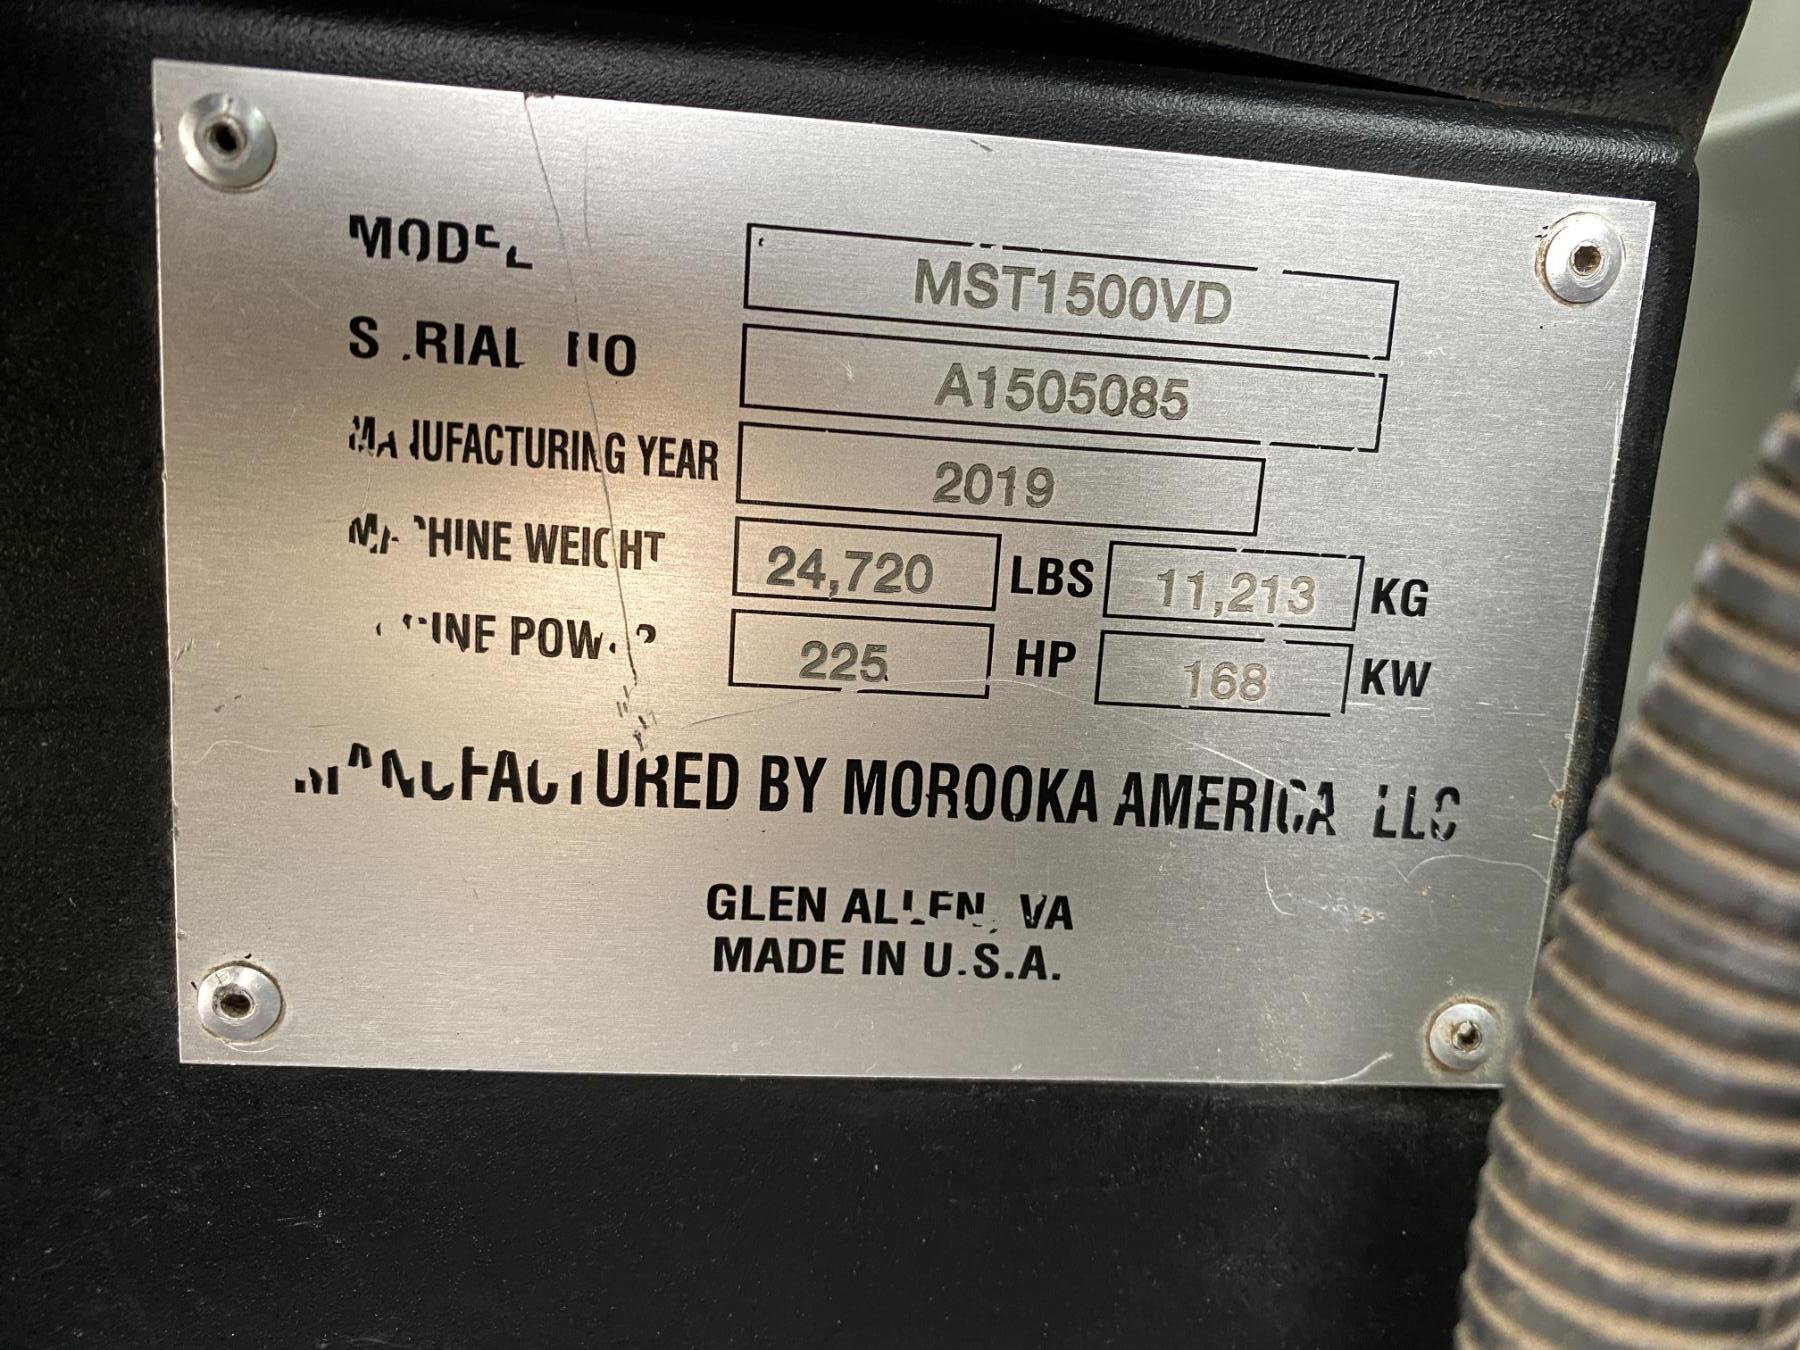 MODEL MST1500VD
SERIAL NO A1505085
MANUFACTURING YEAR 2019
MACHINE WEIGHT 24,720 LBS 11,213 KG
ENGINE POWER 225 HP 168 KW
MANUFACTURED BY MOROOKA AMERICA LLC
GLEN ALLEN, VA
MADE IN U.S.A.